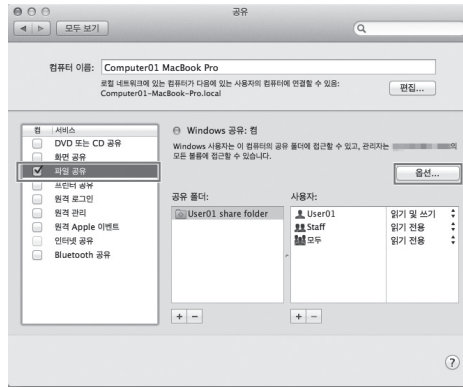 공유
모두 보기
컴퓨터 이름: Computer01 MacBook Pro
로컬 네트워크에 있는 컴퓨터가 다음에 있는 사용자의 컴퓨터에 연결할 수 있음:
Computer01-MacBook-Pro.local
편집...
켬 서비스
DVD 또는 CD 공유
화면 공유
파일 공유
프린터 공유
원격 로그인
원격 관리
원격 Apple 이벤트
인터넷 공유
Bluetooth 공유
Windows 공유: 켬
Windows 사용자는 이 컴퓨터의 공유 폴더에 접근할 수 있고, 관리자는 의
모든 볼륨에 접근할 수 있습니다.
옵션...
공유 폴더: 사용자:
User01 share folder
User01 읽기 및 쓰기
Staff 읽기 전용
모두 읽기 전용
+ − + −
?